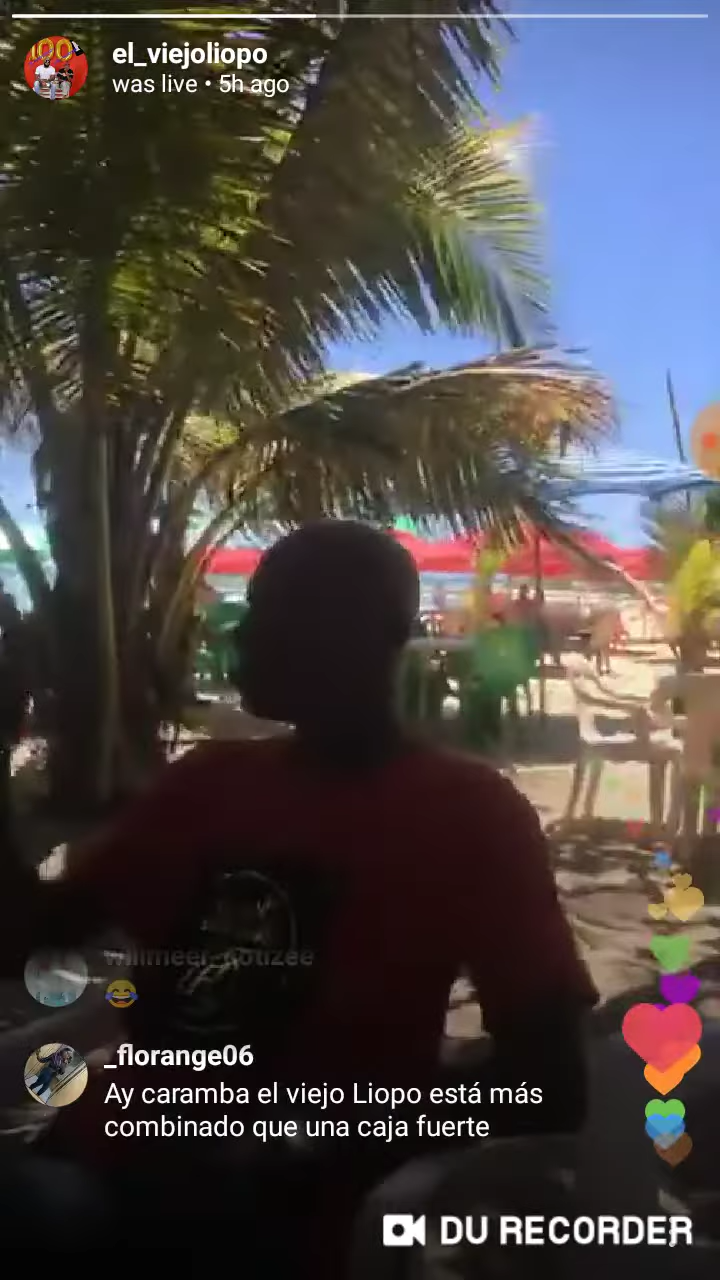 el_viejoliopo
was live • 5h ago
willmeer_cotizee
😂
_florange06
Ay caramba el viejo Liopo está más
combinado que una caja fuerte
DU RECORDER